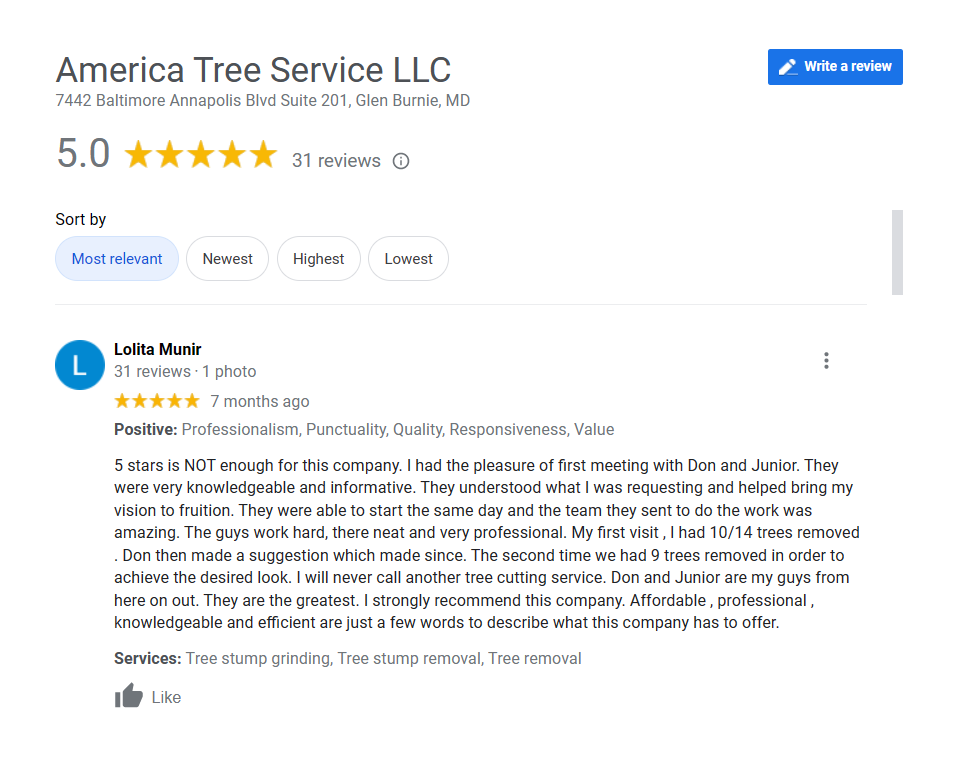 America Tree Service LLC
Write a review
7442 Baltimore Annapolis Blvd Suite 201, Glen Burnie, MD
5.0 31 reviews
Sort by
Most relevant Newest Highest Lowest
L
Lolita Munir
31 reviews · 1 photo
7 months ago
Positive: Professionalism, Punctuality, Quality, Responsiveness, Value
5 stars is NOT enough for this company. I had the pleasure of first meeting with Don and Junior. They
were very knowledgeable and informative. They understood what I was requesting and helped bring my
vision to fruition. They were able to start the same day and the team they sent to do the work was
amazing. The guys work hard, there neat and very professional. My first visit , I had 10/14 trees removed
. Don then made a suggestion which made since. The second time we had 9 trees removed in order to
achieve the desired look. I will never call another tree cutting service. Don and Junior are my guys from
here on out. They are the greatest. I strongly recommend this company. Affordable , professional ,
knowledgeable and efficient are just a few words to describe what this company has to offer.
Services: Tree stump grinding, Tree stump removal, Tree removal
Like